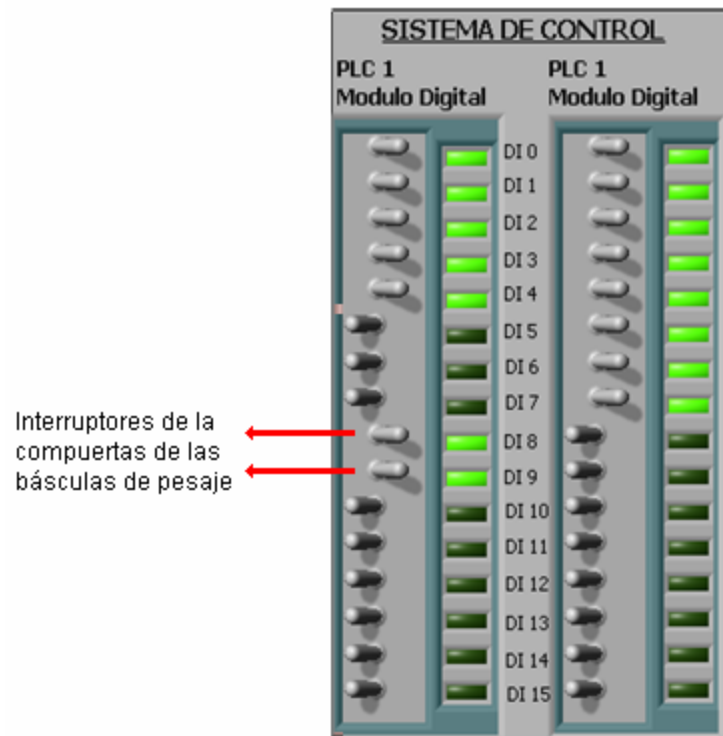 SISTEMA DE CONTROL
PLC 1
Modulo Digital
PLC 1
Modulo Digital
DI 0
DI 1
DI 2
DI 3
DI 4
DI 5
DI 6
DI 7
DI 8
DI 9
DI 10
DI 11
DI 12
DI 13
DI 14
DI 15
Interruptores de la
compuertas de las
básculas de pesaje